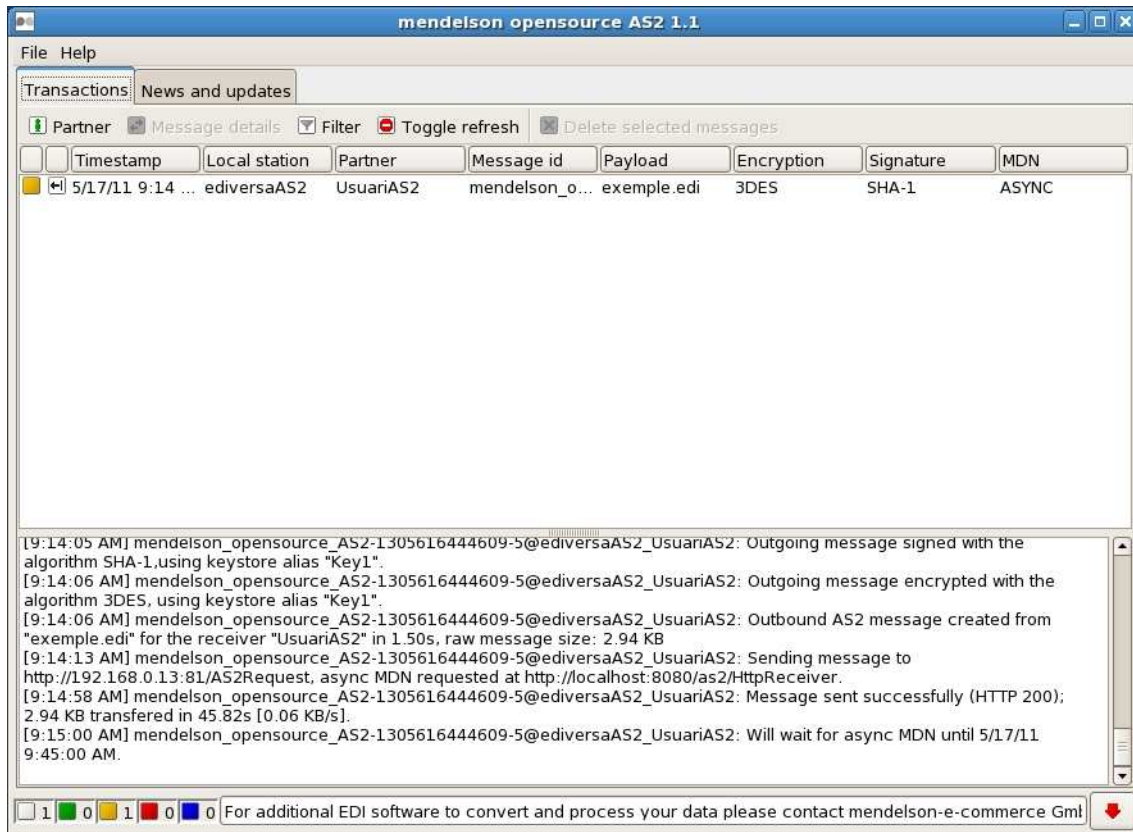 mendelson opensource AS2 1.1
File Help
Transactions News and updates
Partner Message details Filter Toggle refresh Delete selected messages
Timestamp Local station Partner Message id Payload Encryption Signature MDN
5/17/11 9:14 ... ediversaAS2 UsuariAS2 mendelson_o... exemple.edi 3DES SHA-1 ASYNC
[9:14:05 AM] mendelson_opensource_AS2-1305616444609-5@ediversaAS2_UsuariAS2: Outgoing message signed with the
algorithm SHA-1,using keystore alias "Key1".
[9:14:06 AM] mendelson_opensource_AS2-1305616444609-5@ediversaAS2_UsuariAS2: Outgoing message encrypted with the
algorithm 3DES, using keystore alias "Key1".
[9:14:06 AM] mendelson_opensource_AS2-1305616444609-5@ediversaAS2_UsuariAS2: Outbound AS2 message created from
"exemple.edi" for the receiver "UsuariAS2" in 1.50s, raw message size: 2.94 KB
[9:14:13 AM] mendelson_opensource_AS2-1305616444609-5@ediversaAS2_UsuariAS2: Sending message to
http://192.168.0.13:81/AS2Request, async MDN requested at http://localhost:8080/as2/HttpReceiver.
[9:14:58 AM] mendelson_opensource_AS2-1305616444609-5@ediversaAS2_UsuariAS2: Message sent successfully (HTTP 200);
2.94 KB transfered in 45.82s [0.06 KB/s].
[9:15:00 AM] mendelson_opensource_AS2-1305616444609-5@ediversaAS2_UsuariAS2: Will wait for async MDN until 5/17/11
9:45:00 AM.
1 0 1 0 0 For additional EDI software to convert and process your data please contact mendelson-e-commerce Gml